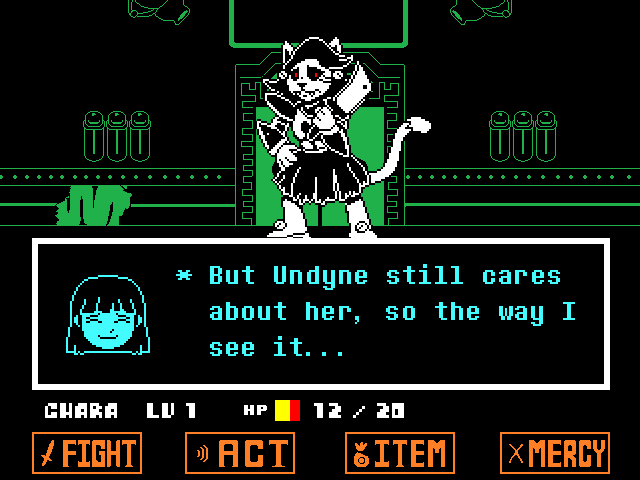 * But Undyne still cares
about her, so the way I
see it...
CHARA LV 1 HP 12 / 20
FIGHT ACT ITEM MERCY